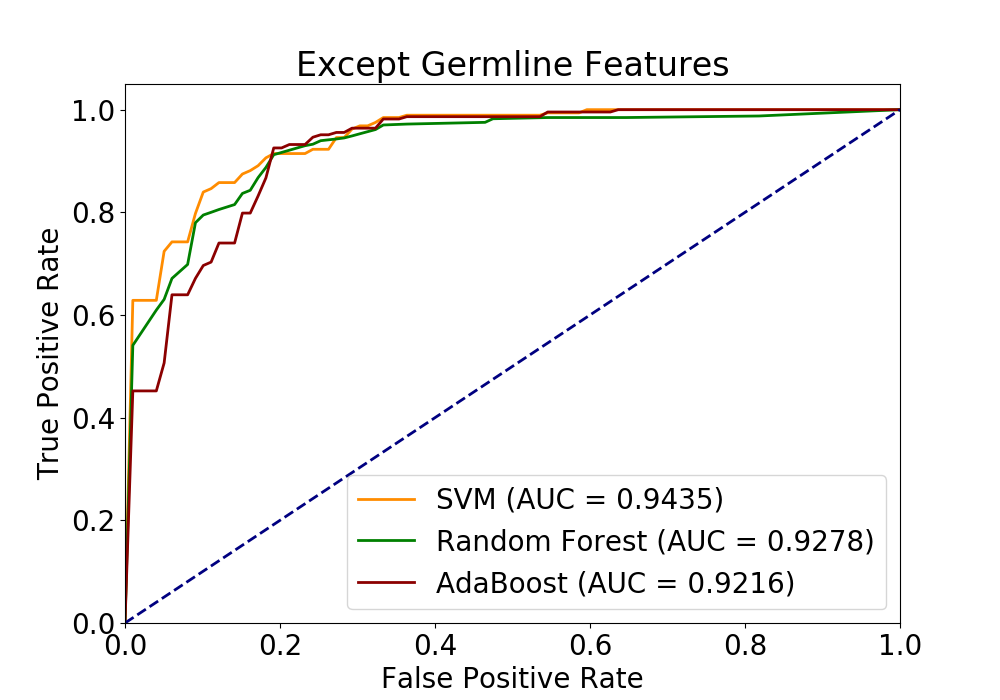 Except Germline Features
True Positive Rate
1.0
0.8
0.6
0.4
0.2
0.0
SVM (AUC = 0.9435)
Random Forest (AUC = 0.9278)
AdaBoost (AUC = 0.9216)
0.0 0.2 0.4 0.6 0.8 1.0
False Positive Rate